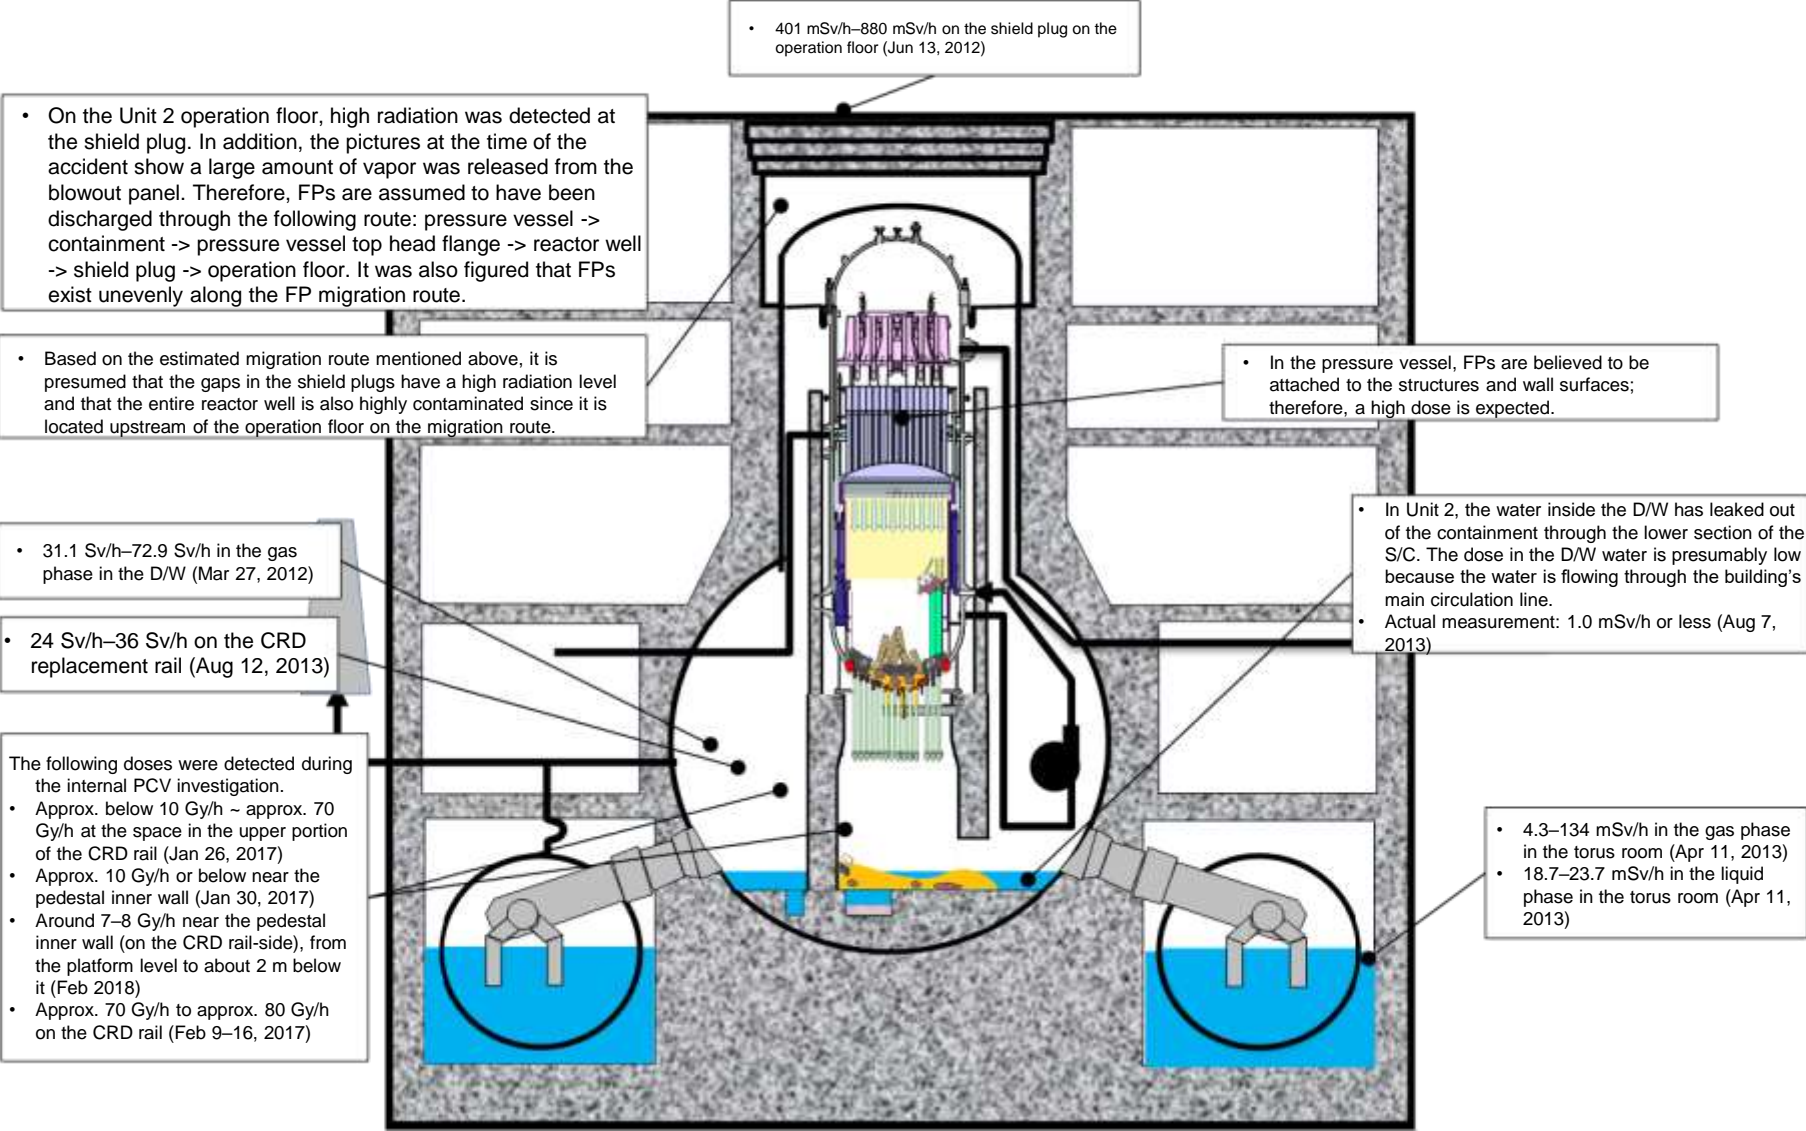 • 401 mSv/h–880 mSv/h on the shield plug on the
operation floor (Jun 13, 2012)
• On the Unit 2 operation floor, high radiation was detected at
the shield plug. In addition, the pictures at the time of the
accident show a large amount of vapor was released from the
blowout panel. Therefore, FPs are assumed to have been
discharged through the following route: pressure vessel ->
containment -> pressure vessel top head flange -> reactor well
-> shield plug -> operation floor. It was also figured that FPs
exist unevenly along the FP migration route.
• Based on the estimated migration route mentioned above, it is
presumed that the gaps in the shield plugs have a high radiation level
and that the entire reactor well is also highly contaminated since it is
located upstream of the operation floor on the migration route.
• In the pressure vessel, FPs are believed to be
attached to the structures and wall surfaces;
therefore, a high dose is expected.
• 31.1 Sv/h–72.9 Sv/h in the gas
phase in the D/W (Mar 27, 2012)
• In Unit 2, the water inside the D/W has leaked out
of the containment through the lower section of the
S/C. The dose in the D/W water is presumably low
because the water is flowing through the building's
main circulation line.
• Actual measurement: 1.0 mSv/h or less (Aug 7,
2013)
• 24 Sv/h–36 Sv/h on the CRD
replacement rail (Aug 12, 2013)
The following doses were detected during
the internal PCV investigation.
• Approx. below 10 Gy/h ~ approx. 70
Gy/h at the space in the upper portion
of the CRD rail (Jan 26, 2017)
• Approx. 10 Gy/h or below near the
pedestal inner wall (Jan 30, 2017)
• Around 7–8 Gy/h near the pedestal
inner wall (on the CRD rail-side), from
the platform level to about 2 m below
it (Feb 2018)
• Approx. 70 Gy/h to approx. 80 Gy/h
on the CRD rail (Feb 9–16, 2017)
• 4.3–134 mSv/h in the gas phase
in the torus room (Apr 11, 2013)
• 18.7–23.7 mSv/h in the liquid
phase in the torus room (Apr 11,
2013)